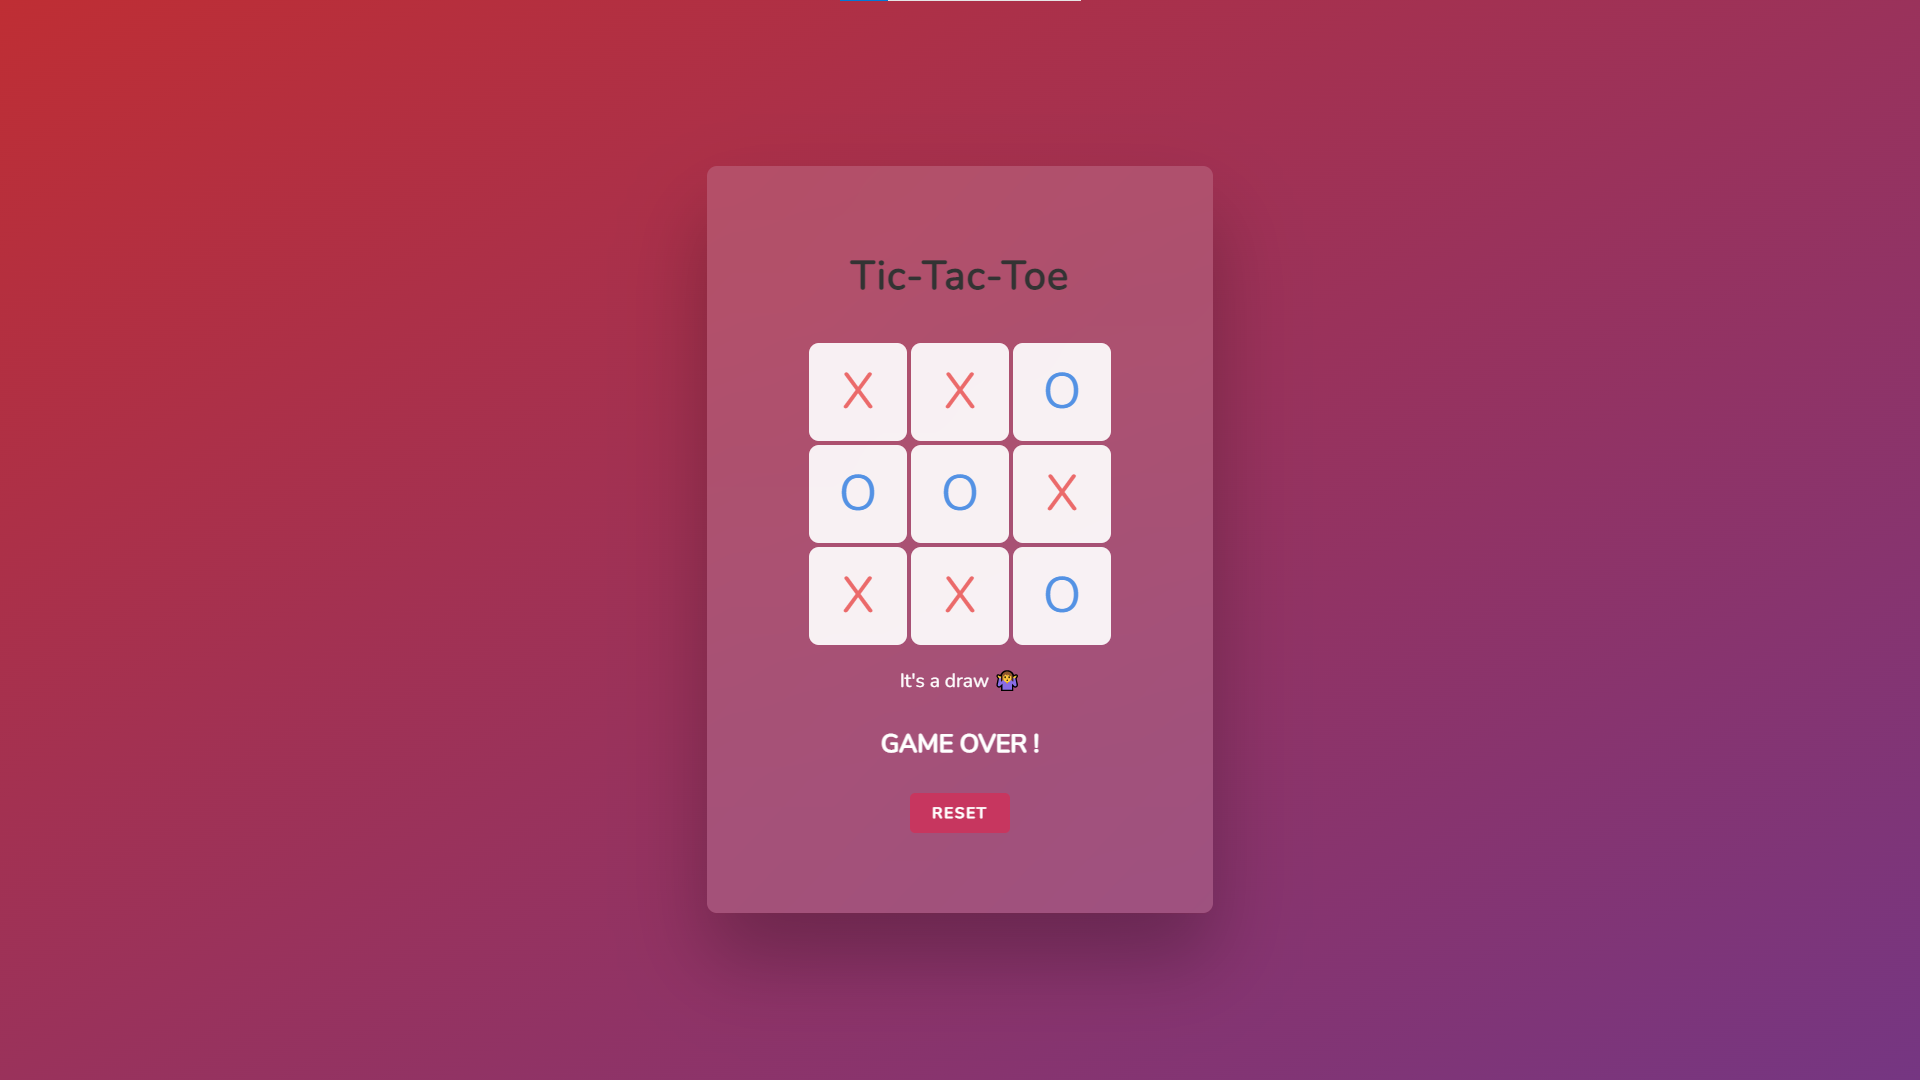 Tic-Tac-Toe
X X O
O O X
X X O
It's a draw 🤷‍♀️
GAME OVER !
RESET